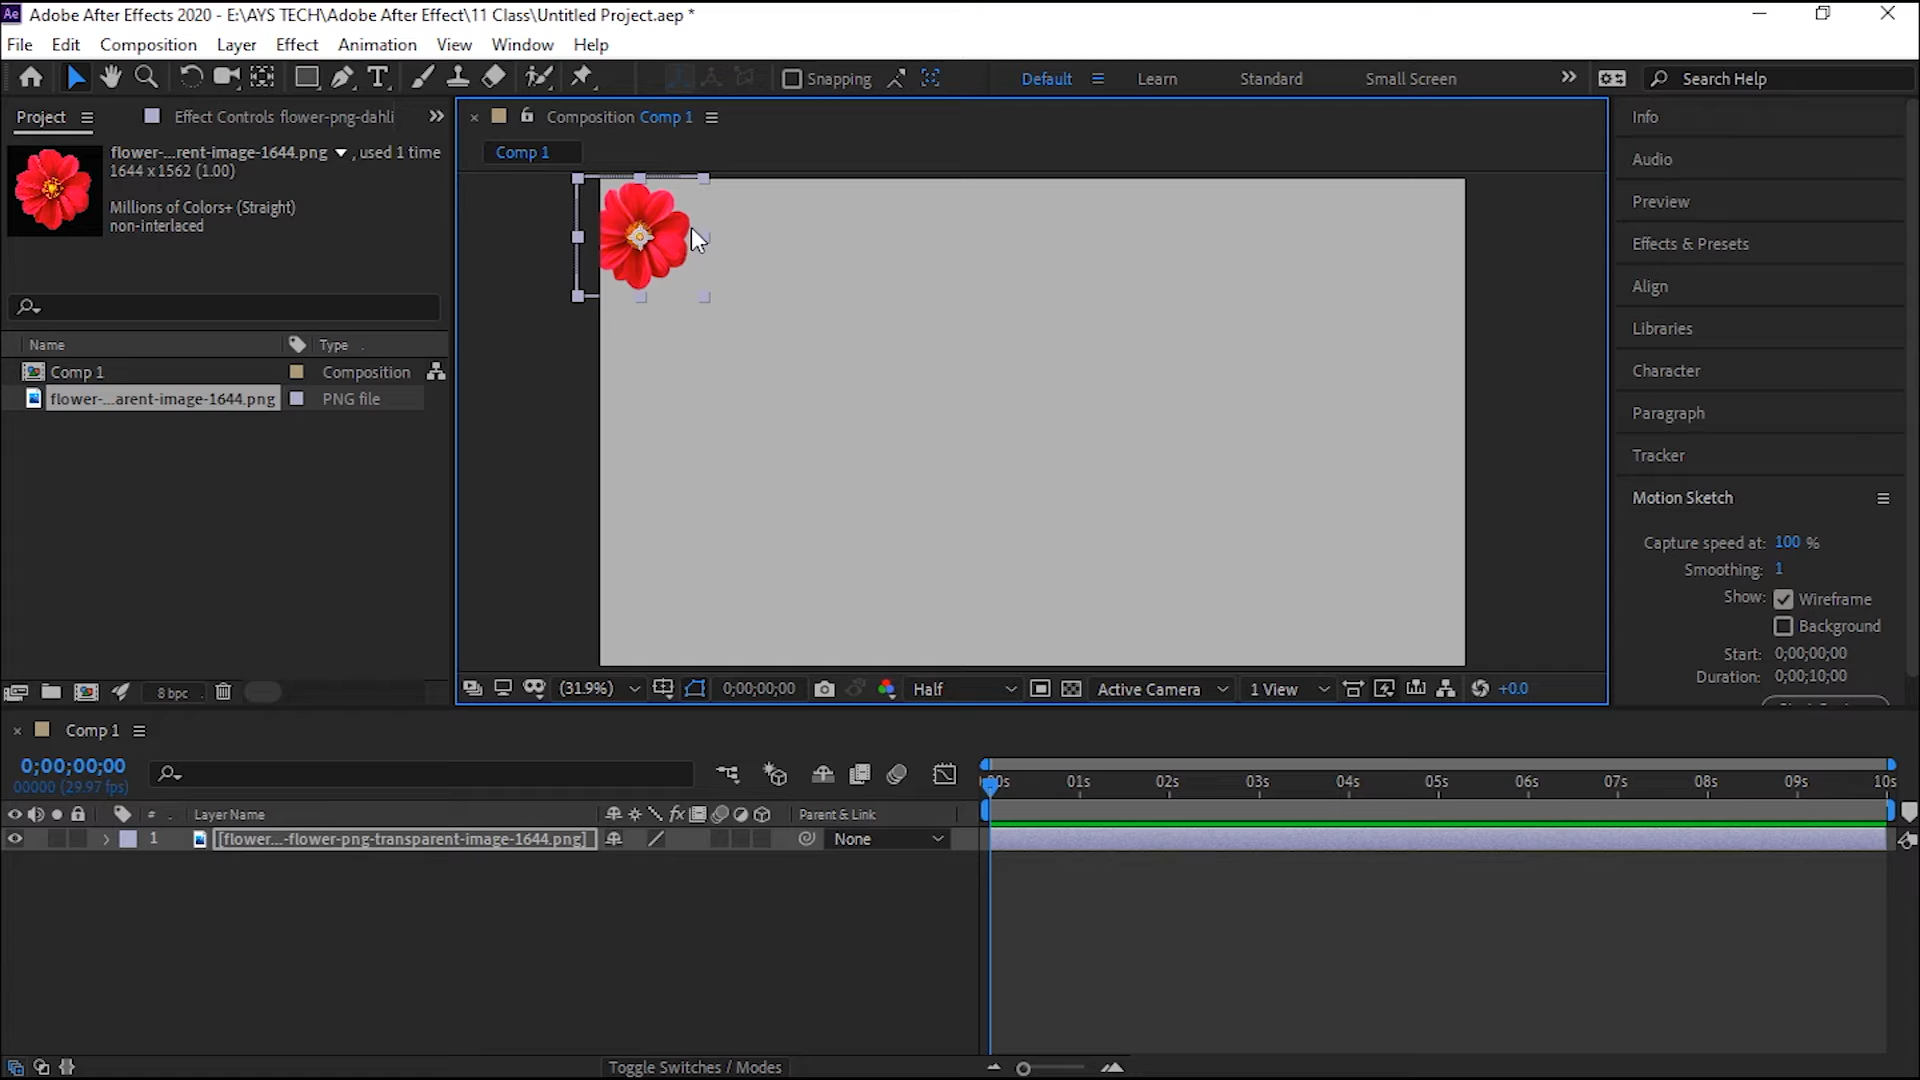 Ae Adobe After Effects 2020 - E:\AYS TECH\Adobe After Effect\11 Class\Untitled Project.aep *
File Edit Composition Layer Effect Animation View Window Help
Snapping Default Learn Standard Small Screen Search Help
Project Effect Controls flower-png-dahli
flower-...rent-image-1644.png , used 1 time
1644 x 1562 (1.00)
Millions of Colors+ (Straight)
non-interlaced
Name Type
Comp 1 Composition
flower-...arent-image-1644.png PNG file
8 bpc
Composition Comp 1
Comp 1
(31.9%) 0;00;00;00 Half Active Camera 1 View +0.0
Info
Audio
Preview
Effects & Presets
Align
Libraries
Character
Paragraph
Tracker
Motion Sketch
Capture speed at: 100 %
Smoothing: 1
Show: Wireframe
Background
Start: 0;00;00;00
Duration: 0;00;10;00
Comp 1
0;00;00;00
00000 (29.97 fps)
00s 01s 02s 03s 04s 05s 06s 07s 08s 09s 10s
# Layer Name fx Parent & Link
1 [flower...-flower-png-transparent-image-1644.png] None
Toggle Switches / Modes